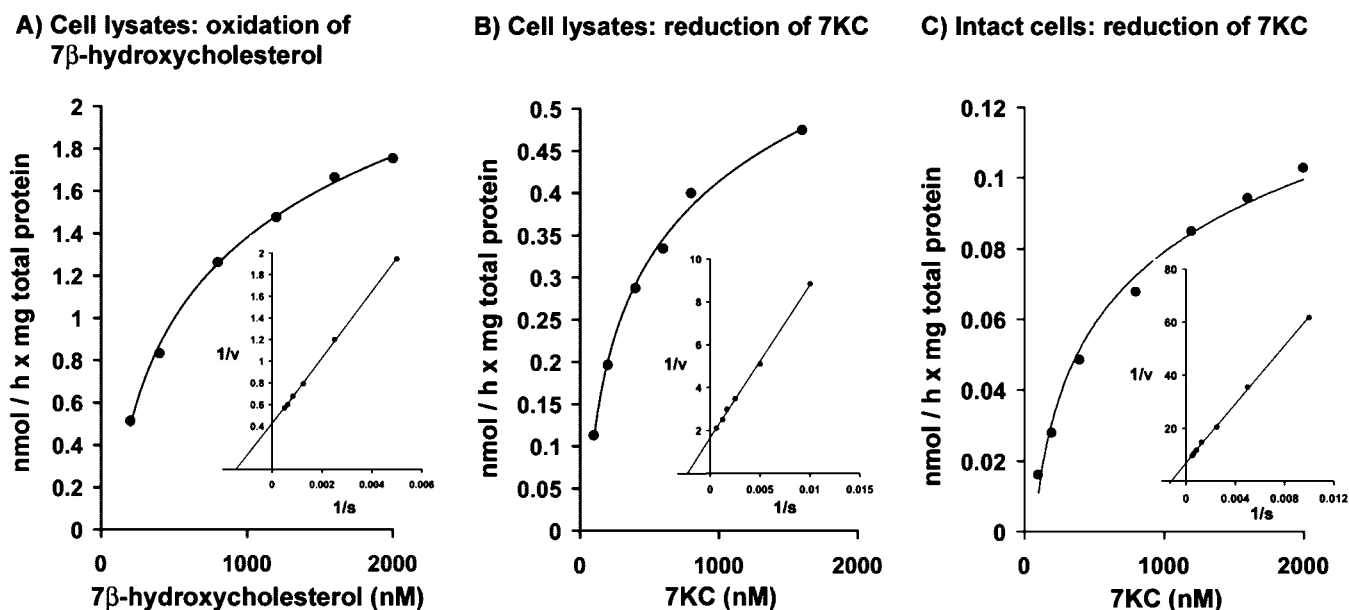 A) Cell lysates: oxidation of
7β-hydroxycholesterol
nmol / h x mg total protein
2
1.8
1.6
1.4
1.2
1
0.8
0.6
0.4
0.2
0
0 1000 2000
7β-hydroxycholesterol (nM)
1/v
2
1.8
1.6
1.4
1.2
1
0.8
0.6
0.4
0 0.002 0.004 0.006
1/s
B) Cell lysates: reduction of 7KC
nmol / h x mg total protein
0.5
0.45
0.4
0.35
0.3
0.25
0.2
0.15
0.1
0.05
0
0 1000 2000
7KC (nM)
1/v
10
8
6
4
2
0 0.005 0.01 0.015
1/s
C) Intact cells: reduction of 7KC
nmol / h x mg total protein
0.12
0.1
0.08
0.06
0.04
0.02
0
0 1000 2000
7KC (nM)
1/v
80
60
40
20
0 0.004 0.008 0.012
1/s